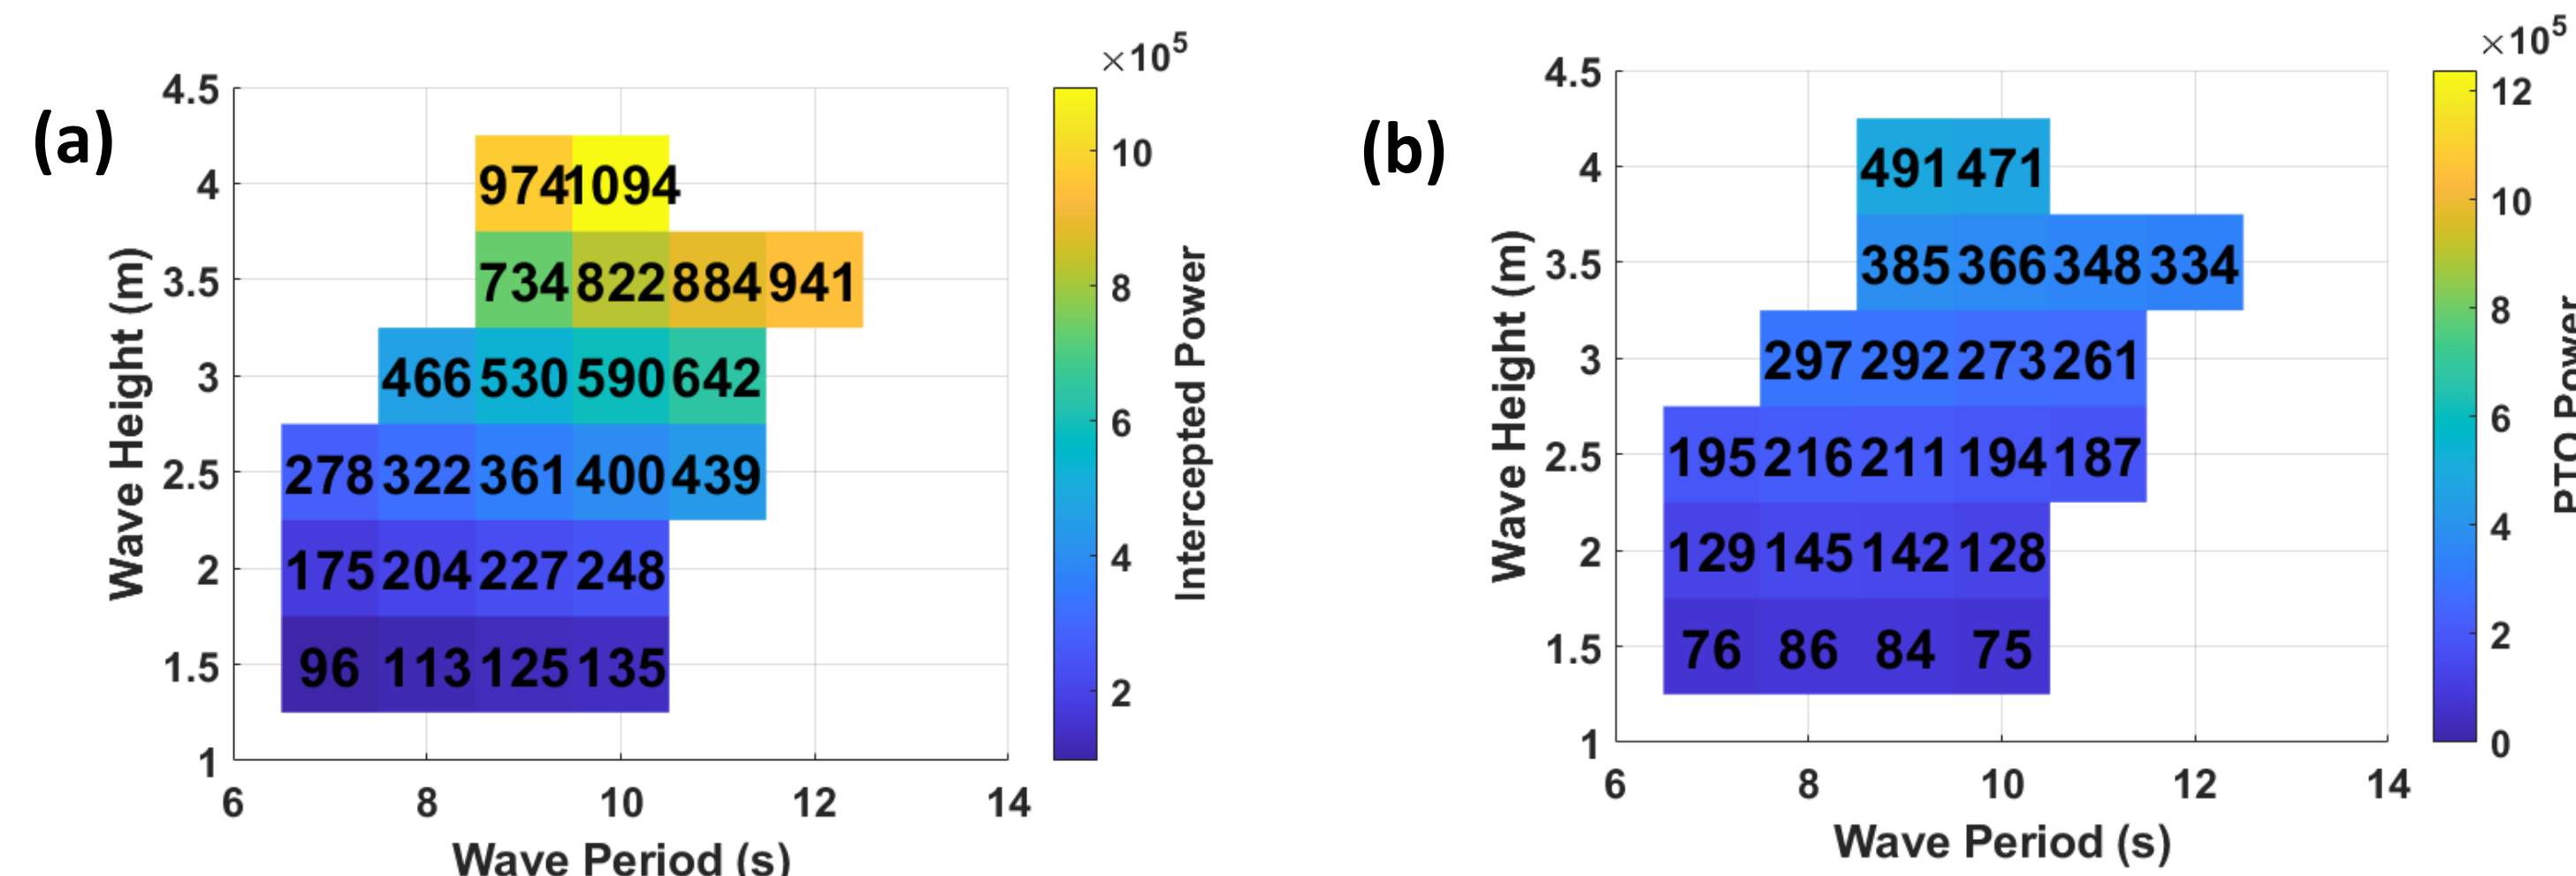 (a)
×10^5
4.5
4
3.5
3
2.5
2
1.5
1
Wave Height (m)
974 1094
734 822 884 941
466 530 590 642
278 322 361 400 439
175 204 227 248
96 113 125 135
6 8 10 12 14
Wave Period (s)
10
8
6
4
2
Intercepted Power
(b)
×10^5
4.5
4
3.5
3
2.5
2
1.5
1
Wave Height (m)
491 471
385 366 348 334
297 292 273 261
195 216 211 194 187
129 145 142 128
76 86 84 75
6 8 10 12 14
Wave Period (s)
12
10
8
6
4
2
0
PTO Power